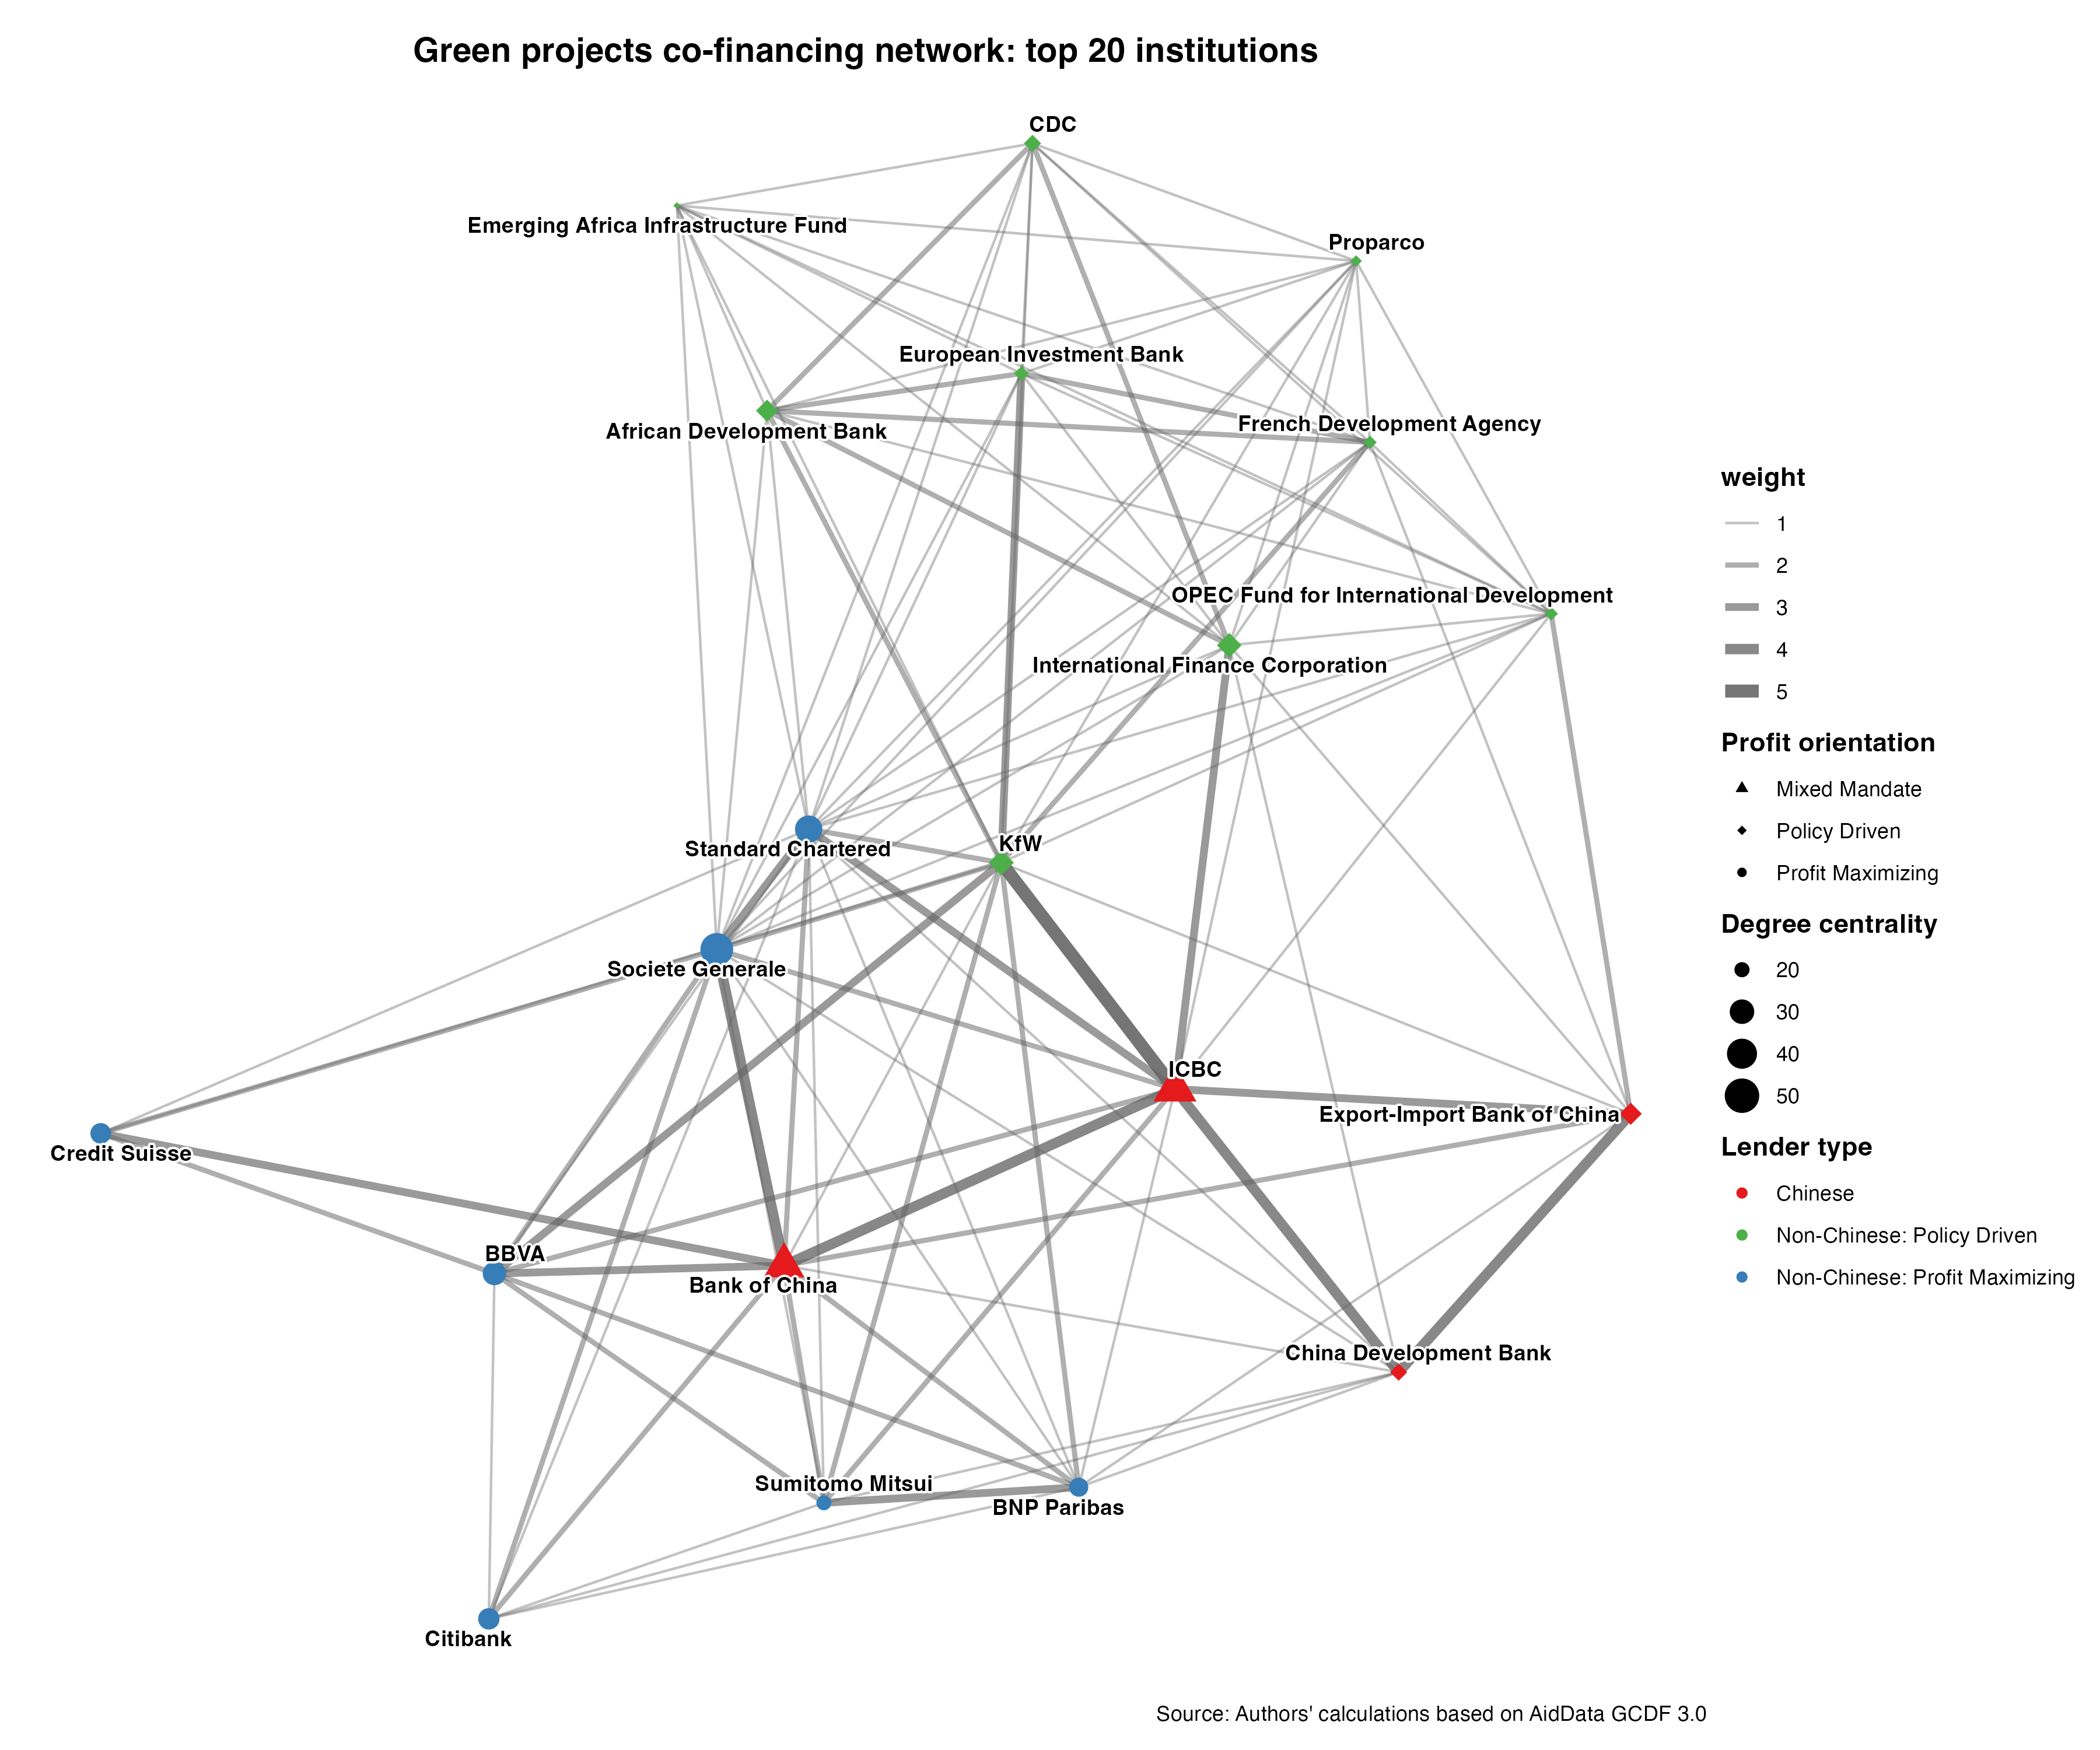 Green projects co-financing network: top 20 institutions
CDC
Emerging Africa Infrastructure Fund
Proparco
European Investment Bank
French Development Agency
African Development Bank
OPEC Fund for International Development
International Finance Corporation
KfW
Standard Chartered
Societe Generale
ICBC
Export-Import Bank of China
Credit Suisse
BBVA
Bank of China
China Development Bank
Sumitomo Mitsui
BNP Paribas
Citibank
weight
1
2
3
4
5
Profit orientation
Mixed Mandate
Policy Driven
Profit Maximizing
Degree centrality
20
30
40
50
Lender type
Chinese
Non-Chinese: Policy Driven
Non-Chinese: Profit Maximizing
Source: Authors' calculations based on AidData GCDF 3.0